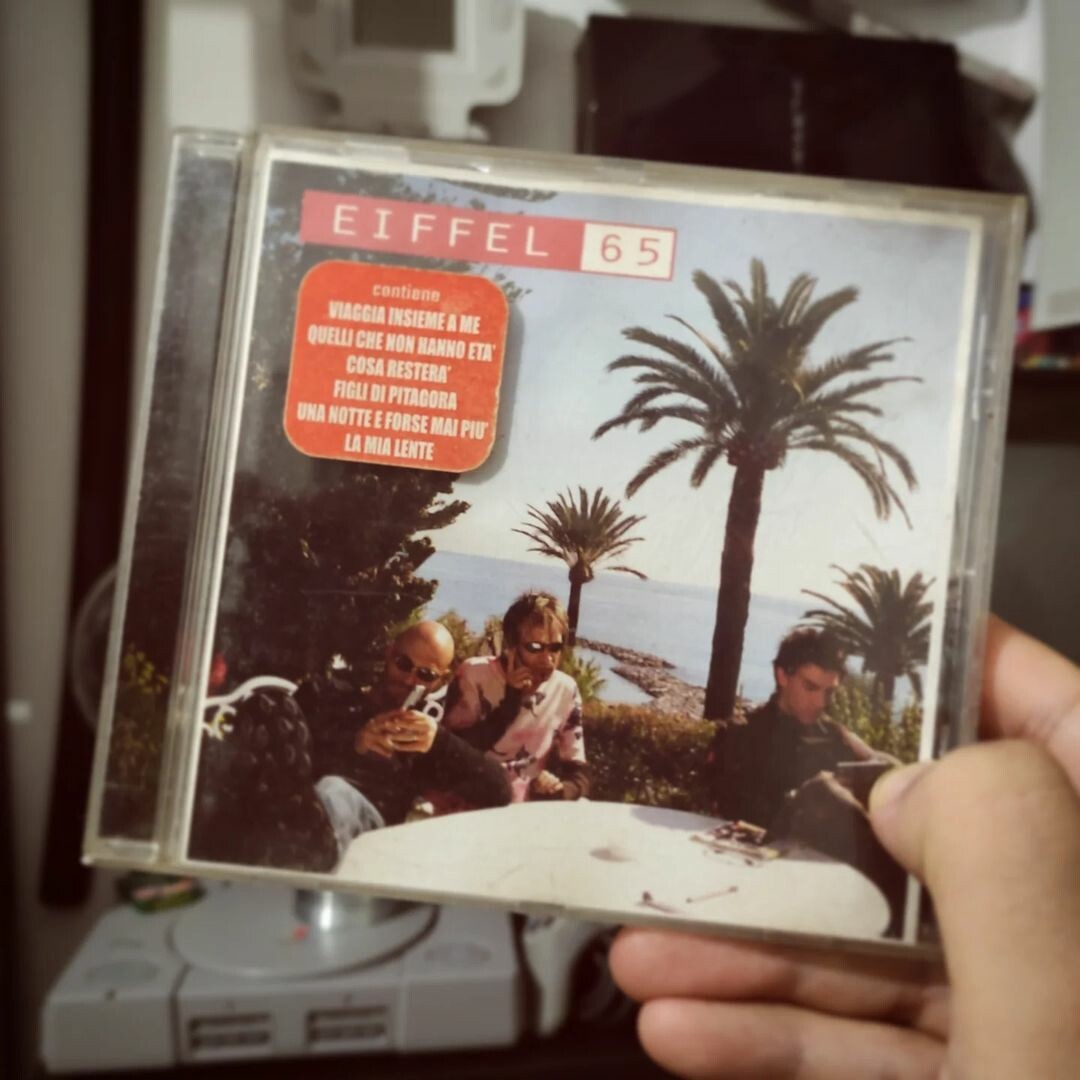 EIFFEL 65
contiene
VIAGGIA INSIEME A ME
QUELLI CHE NON HANNO ETA'
COSA RESTERA'
FIGLI DI PITAGORA
UNA NOTTE E FORSE MAI PIU'
LA MIA LENTE